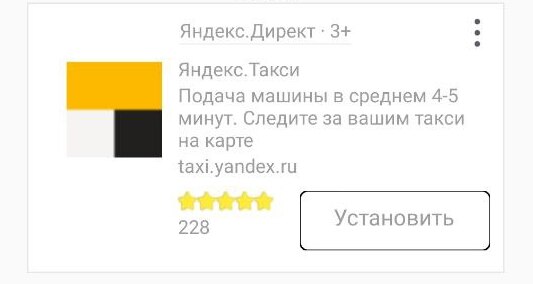 Яндекс.Директ · 3+
Яндекс.Такси
Подача машины в среднем 4-5
минут. Следите за вашим такси
на карте
taxi.yandex.ru
228
Установить